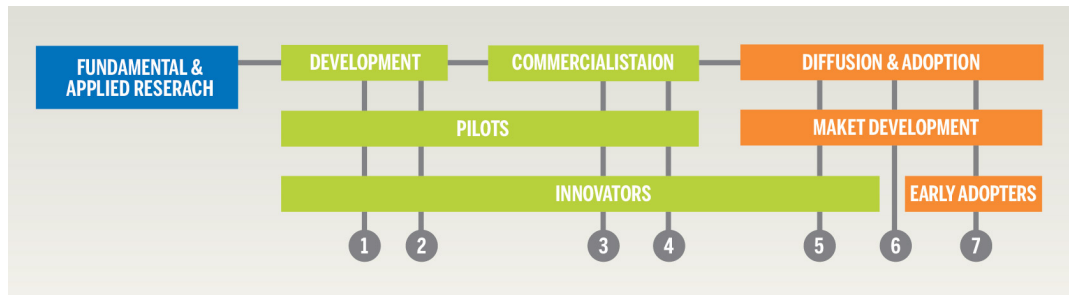 FUNDAMENTAL &
APPLIED RESERACH
DEVELOPMENT
COMMERCIALISTAION
DIFFUSION & ADOPTION
PILOTS
MAKET DEVELOPMENT
INNOVATORS
EARLY ADOPTERS
1
2
3
4
5
6
7